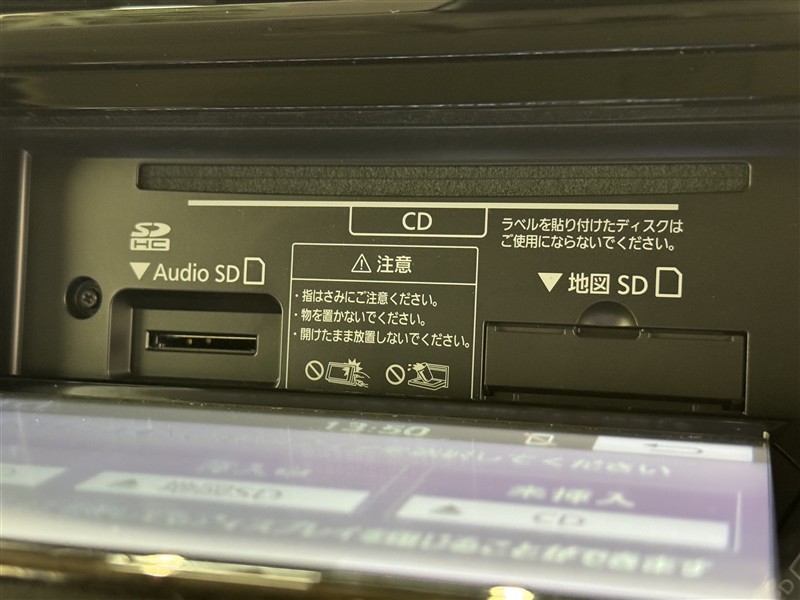 CD
ラベルを貼り付けたディスクは
ご使用にならないでください。
SD
HC
▼Audio SD
⚠注意
・指はさみにご注意ください。
・物を置かないでください。
・開けたまま放置しないでください。
▼地図 SD
13:50
未挿入
CD